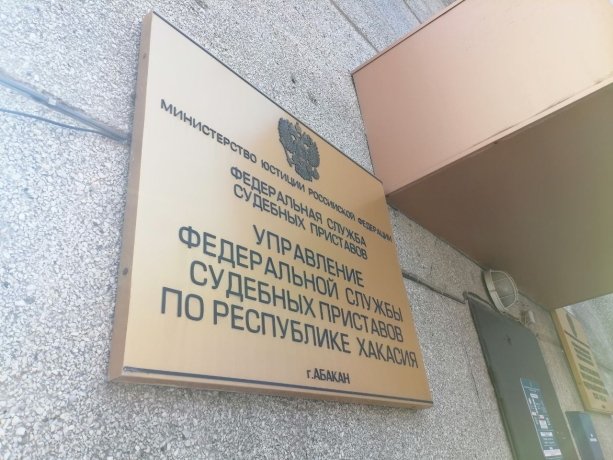 МИНИСТЕРСТВО ЮСТИЦИИ РОССИЙСКОЙ ФЕДЕРАЦИИ
ФЕДЕРАЛЬНАЯ СЛУЖБА
СУДЕБНЫХ ПРИСТАВОВ
УПРАВЛЕНИЕ
ФЕДЕРАЛЬНОЙ СЛУЖБЫ
СУДЕБНЫХ ПРИСТАВОВ
ПО РЕСПУБЛИКЕ ХАКАСИЯ
г.АБАКАН